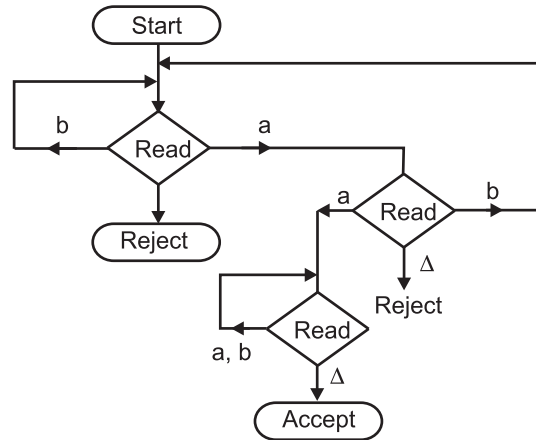 Start
b
Read
a
a
Read
b
Reject
Δ
Reject
Read
a, b
Δ
Accept